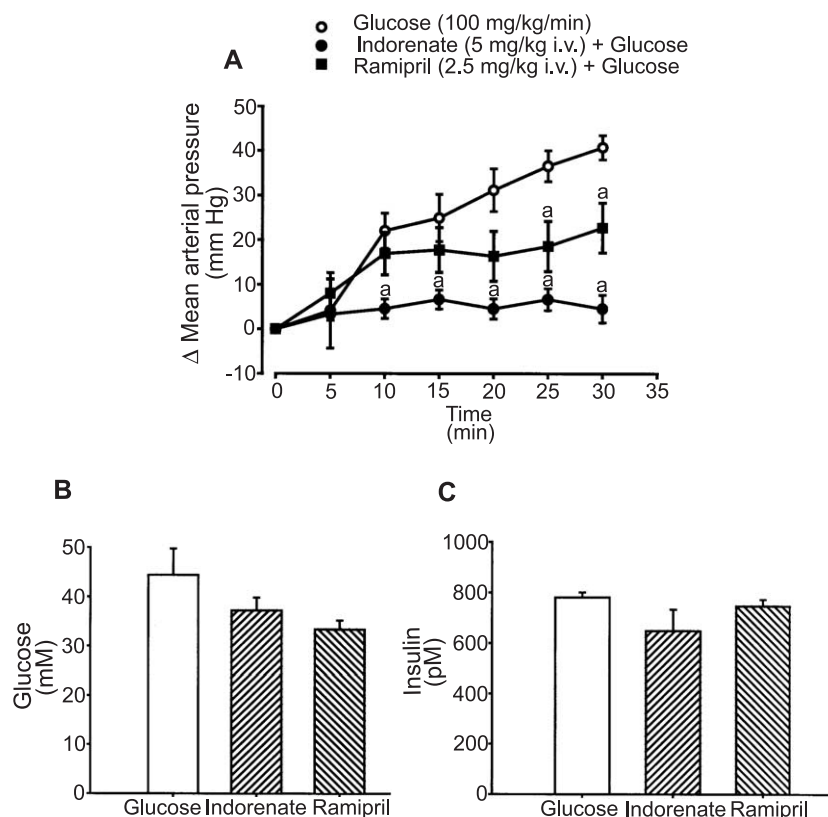 Glucose (100 mg/kg/min)
Indorenate (5 mg/kg i.v.) + Glucose
Ramipril (2.5 mg/kg i.v.) + Glucose
A
Δ Mean arterial pressure
(mm Hg)
50
40
30
20
10
0
-10
a
a
a
a
a
a
a
0 5 10 15 20 25 30 35
Time
(min)
B
Glucose
(mM)
50
40
30
20
10
0
Glucose Indorenate Ramipril
C
Insulin
(pM)
1000
800
600
400
200
0
Glucose Indorenate Ramipril